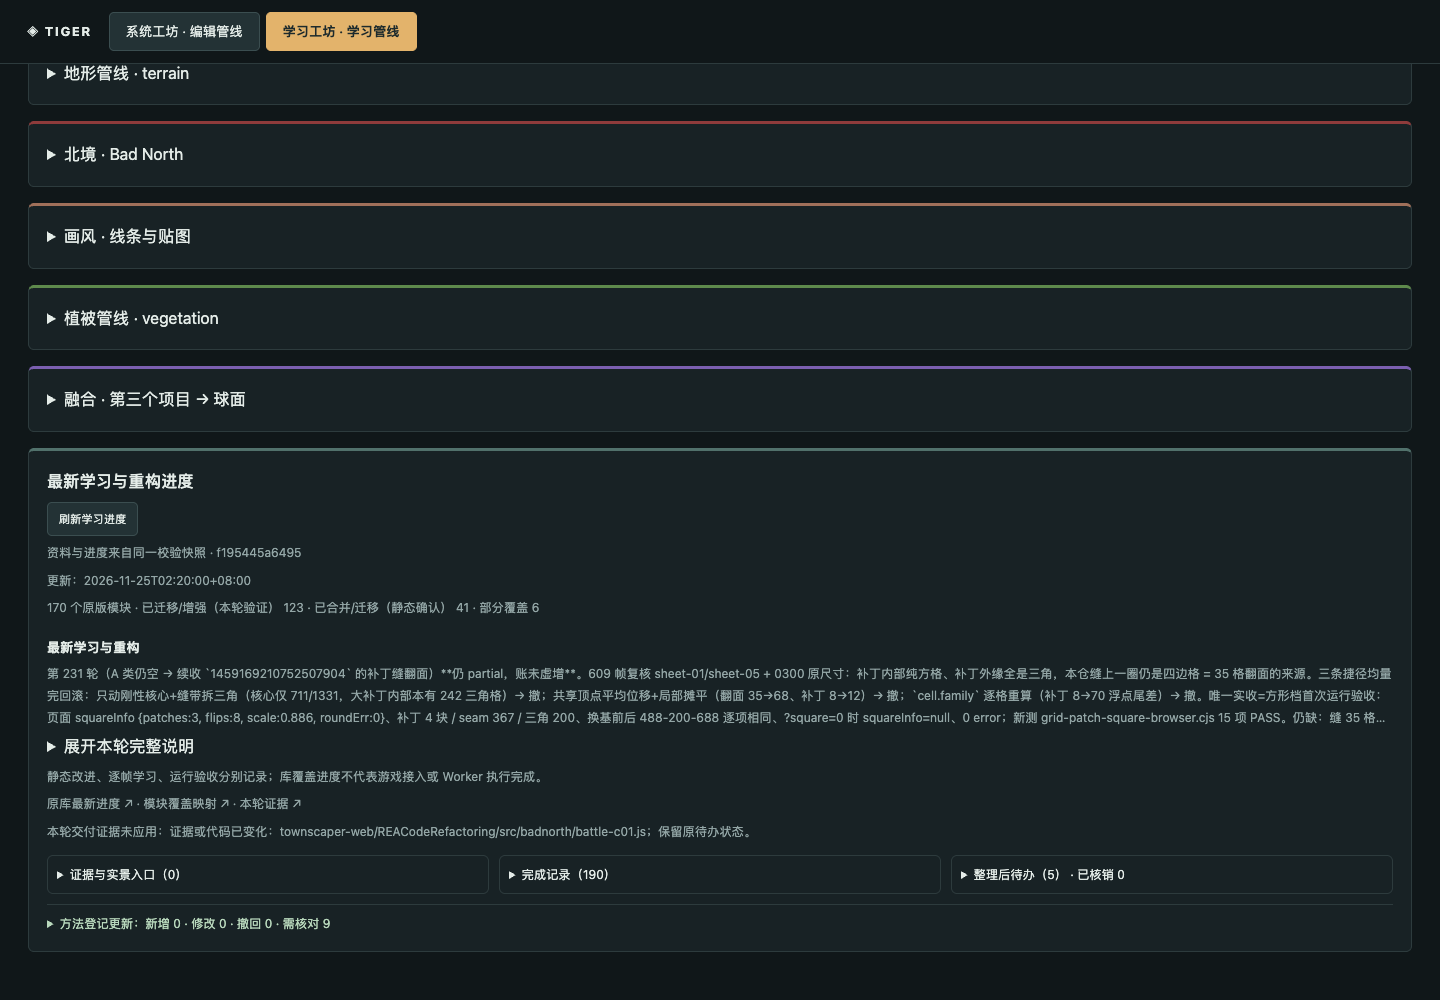 ◈ TIGER
系统工坊 · 编辑管线
学习工坊 · 学习管线
▶ 地形管线 · terrain
▶ 北境 · Bad North
▶ 画风 · 线条与贴图
▶ 植被管线 · vegetation
▶ 融合 · 第三个项目 → 球面
最新学习与重构进度
刷新学习进度
资料与进度来自同一校验快照 · f195445a6495
更新：2026-11-25T02:20:00+08:00
170 个原版模块 · 已迁移/增强（本轮验证） 123 · 已合并/迁移（静态确认） 41 · 部分覆盖 6
最新学习与重构
第 231 轮（A 类仍空 → 续收 `1459169210752507904` 的补丁缝翻面）**仍 partial，账未虚增**。609 帧复核 sheet-01/sheet-05 + 0300 原尺寸：补丁内部纯方格、补丁外缘全是三角，本仓缝上一圈仍是四边格 = 35 格翻面的来源。三条捷径均量
完回滚：只动刚性核心+缝带拆三角（核心仅 711/1331，大补丁内部本有 242 三角格）→ 撤；共享顶点平均位移+局部摊平（翻面 35→68、补丁 8→12）→ 撤；`cell.family` 逐格重算（补丁 8→70 浮点尾差）→ 撤。唯一实收=方形档首次运行验收：
页面 squareInfo {patches:3, flips:8, scale:0.886, roundErr:0}、补丁 4 块 / seam 367 / 三角 200、换基前后 488-200-688 逐项相同、?square=0 时 squareInfo=null、0 error；新测 grid-patch-square-browser.cjs 15 项 PASS。仍缺：缝 35 格...
▶ 展开本轮完整说明
静态改进、逐帧学习、运行验收分别记录；库覆盖进度不代表游戏接入或 Worker 执行完成。
原库最新进度 ↗ · 模块覆盖映射 ↗ · 本轮证据 ↗
本轮交付证据未应用：证据或代码已变化：townscaper-web/REACodeRefactoring/src/badnorth/battle-c01.js；保留原待办状态。
▶ 证据与实景入口（0）
▶ 完成记录（190）
▶ 整理后待办（5） · 已核销 0
▶ 方法登记更新：新增 0 · 修改 0 · 撤回 0 · 需核对 9